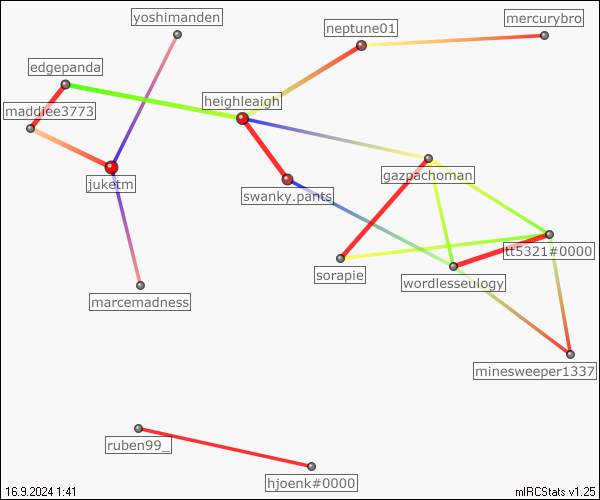 yoshimanden
mercurybro
neptune01
edgepanda
heighleaigh
maddiee3773
gazpachoman
juketm
swanky.pants
tt5321#0000
sorapie
wordlesseulogy
marcemadness
minesweeper1337
ruben99_
hjoenk#0000
16.9.2024 1:41
mIRCStats v1.25